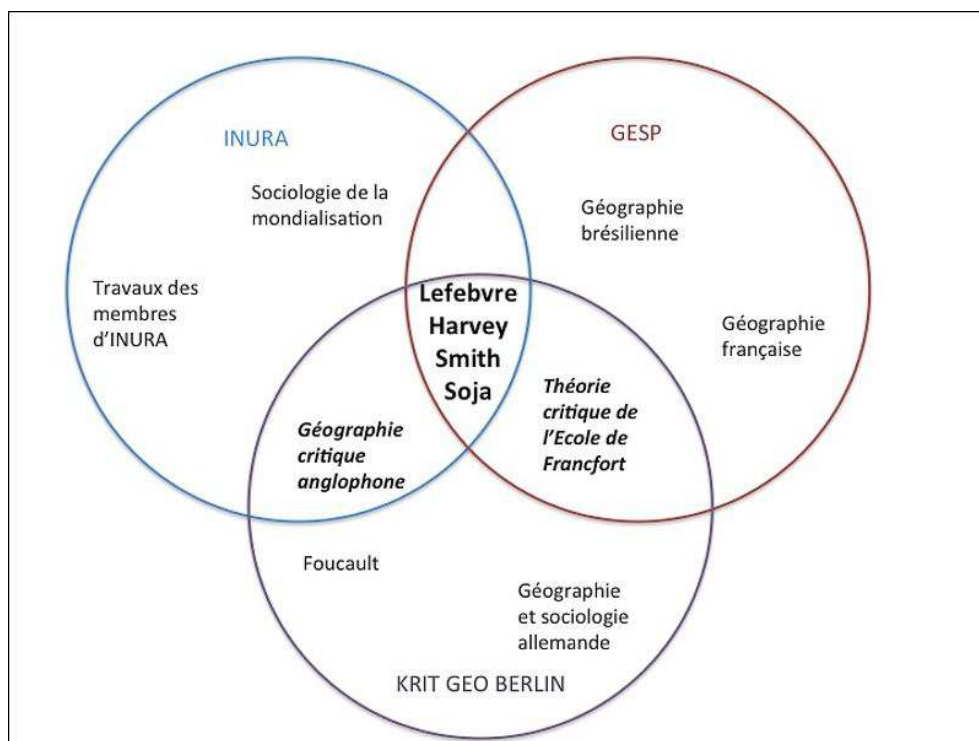 INURA
GESP
Sociologie de la
mondialisation
Géographie
brésilienne
Travaux des
membres
d’INURA
Lefebvre
Harvey
Smith
Soja
Géographie
française
Théorie
critique de
l’Ecole de
Francfort
Géographie
critique
anglophone
Foucault
Géographie
et sociologie
allemande
KRIT GEO BERLIN